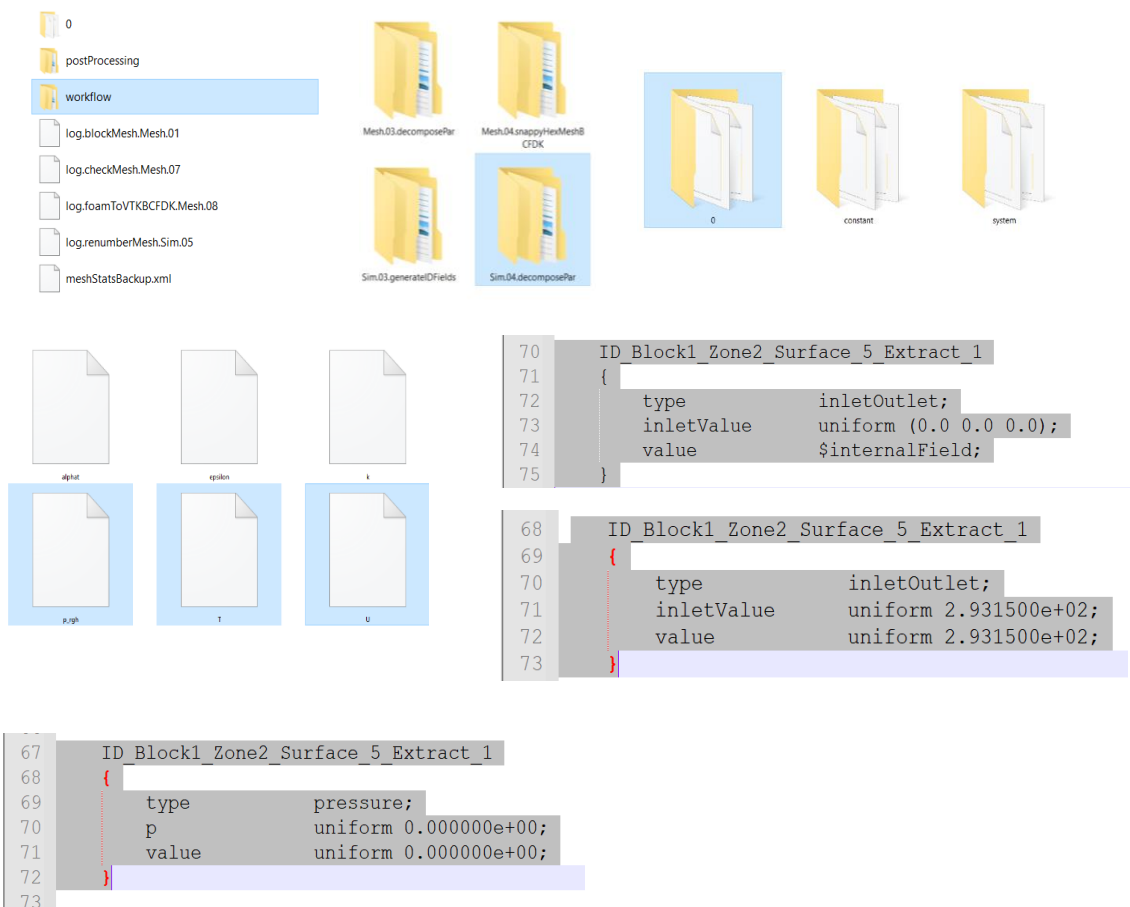 0
postProcessing
workflow
log.blockMesh.Mesh.01
log.checkMesh.Mesh.07
log.foamToVTKBCFDK.Mesh.08
log.renumberMesh.Sim.05
meshStatsBackup.xml
Mesh.03.decomposePar
Mesh.04.snappyHexMeshB
CFDK
Sim.03.generateIDFields
Sim.04.decomposePar
0
constant
system
alphat
epsilon
k
p_rgh
T
U
70 ID_Block1_Zone2_Surface_5_Extract_1
71 {
72 type inletOutlet;
73 inletValue uniform (0.0 0.0 0.0);
74 value $internalField;
75 }
68 ID_Block1_Zone2_Surface_5_Extract_1
69 {
70 type inletOutlet;
71 inletValue uniform 2.931500e+02;
72 value uniform 2.931500e+02;
73 }
67 ID_Block1_Zone2_Surface_5_Extract_1
68 {
69 type pressure;
70 p uniform 0.000000e+00;
71 value uniform 0.000000e+00;
72 }
73